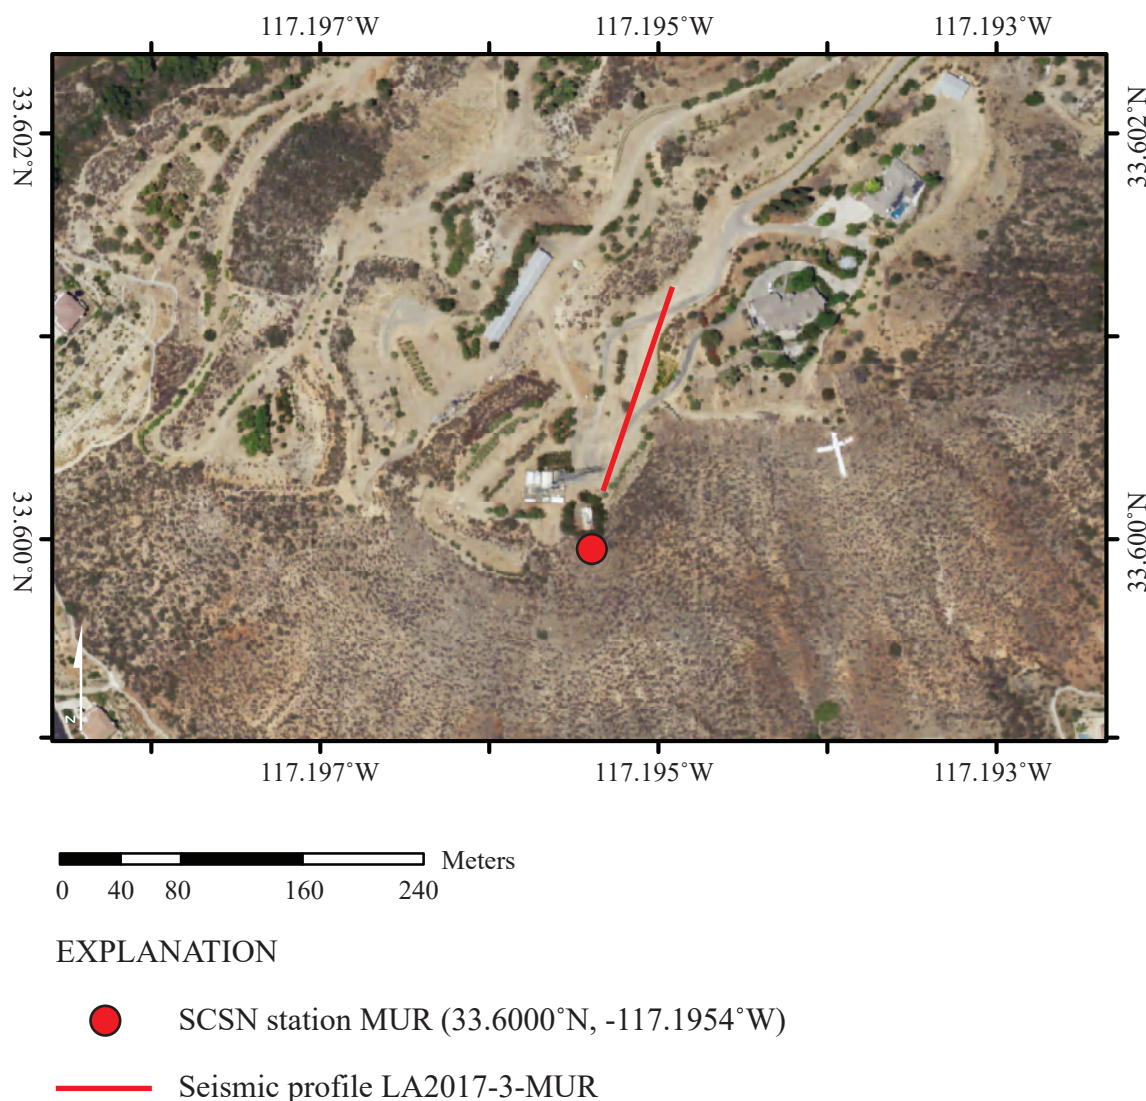 117.197˚W 117.195˚W 117.193˚W
33.602˚N 33.602˚N
33.600˚N 33.600˚N
z
117.197˚W 117.195˚W 117.193˚W
Meters
0 40 80 160 240
EXPLANATION
SCSN station MUR (33.6000˚N, -117.1954˚W)
Seismic profile LA2017-3-MUR